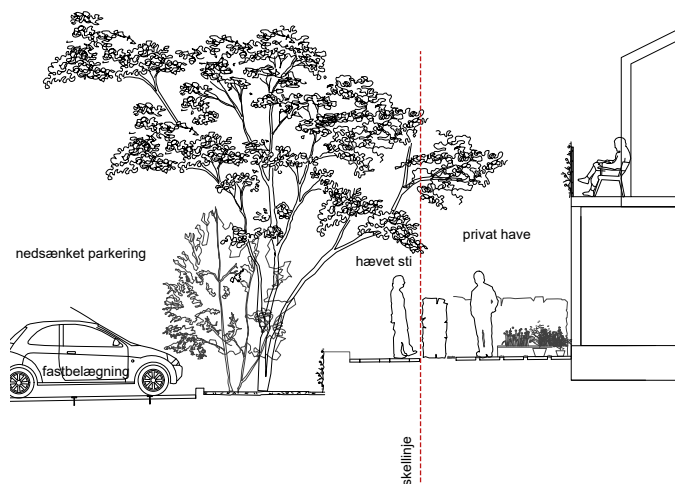 nedsænket parkering
hævet sti
privat have
fastbelægning
skellinje